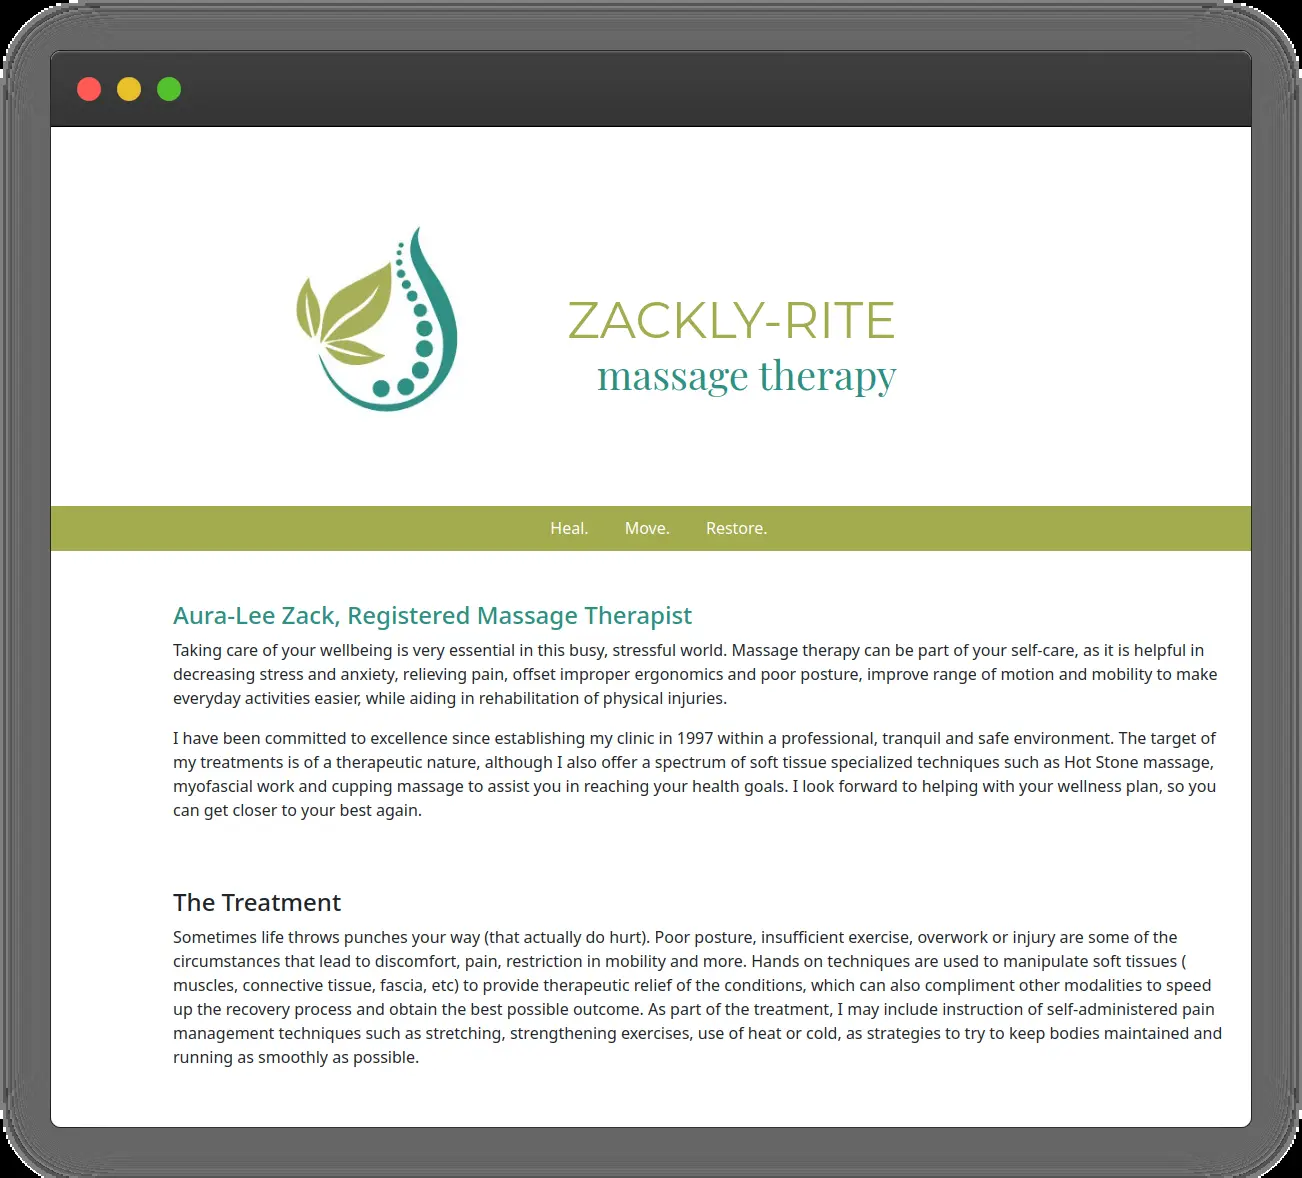 ZACKLY-RITE
massage therapy
Heal. Move. Restore.
Aura-Lee Zack, Registered Massage Therapist
Taking care of your wellbeing is very essential in this busy, stressful world. Massage therapy can be part of your self-care, as it is helpful in
decreasing stress and anxiety, relieving pain, offset improper ergonomics and poor posture, improve range of motion and mobility to make
everyday activities easier, while aiding in rehabilitation of physical injuries.
I have been committed to excellence since establishing my clinic in 1997 within a professional, tranquil and safe environment. The target of
my treatments is of a therapeutic nature, although I also offer a spectrum of soft tissue specialized techniques such as Hot Stone massage,
myofascial work and cupping massage to assist you in reaching your health goals. I look forward to helping with your wellness plan, so you
can get closer to your best again.
The Treatment
Sometimes life throws punches your way (that actually do hurt). Poor posture, insufficient exercise, overwork or injury are some of the
circumstances that lead to discomfort, pain, restriction in mobility and more. Hands on techniques are used to manipulate soft tissues (
muscles, connective tissue, fascia, etc) to provide therapeutic relief of the conditions, which can also compliment other modalities to speed
up the recovery process and obtain the best possible outcome. As part of the treatment, I may include instruction of self-administered pain
management techniques such as stretching, strengthening exercises, use of heat or cold, as strategies to try to keep bodies maintained and
running as smoothly as possible.